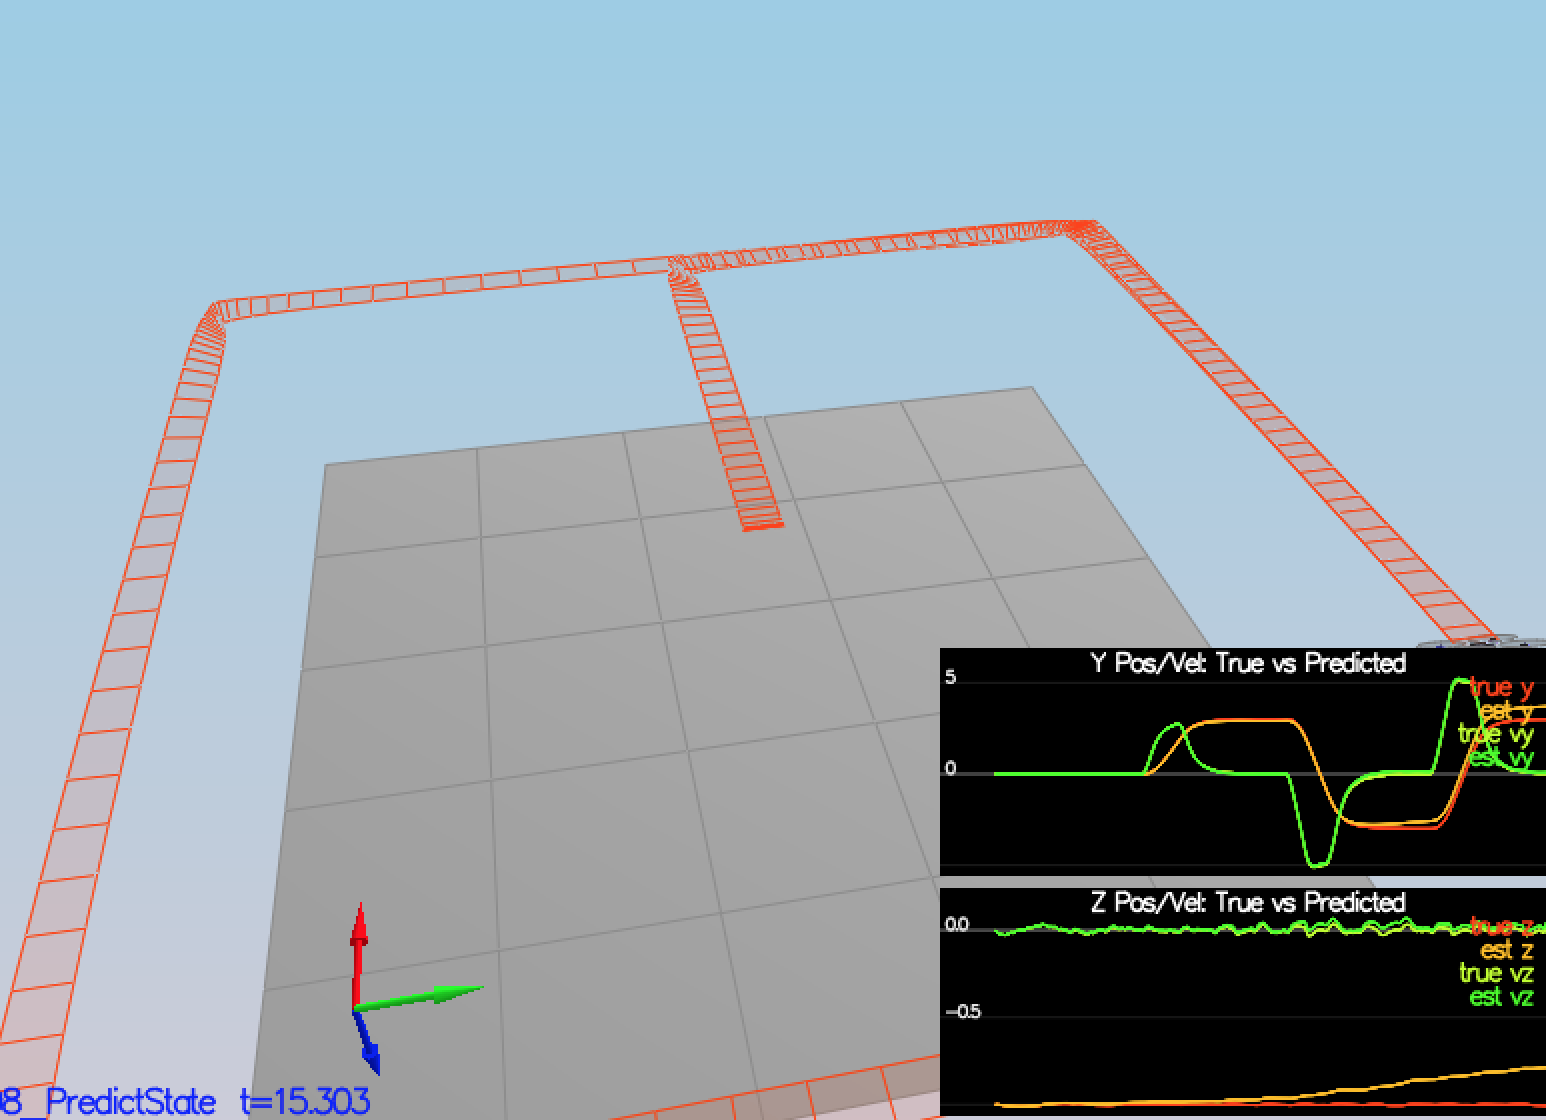 Y Pos/Vel: True vs Predicted
5
true y
est y
true vy
0
est vy
Z Pos/Vel: True vs Predicted
0.0
true z
est z
true vz
est vz
-0.5
08_PredictState t=15.303